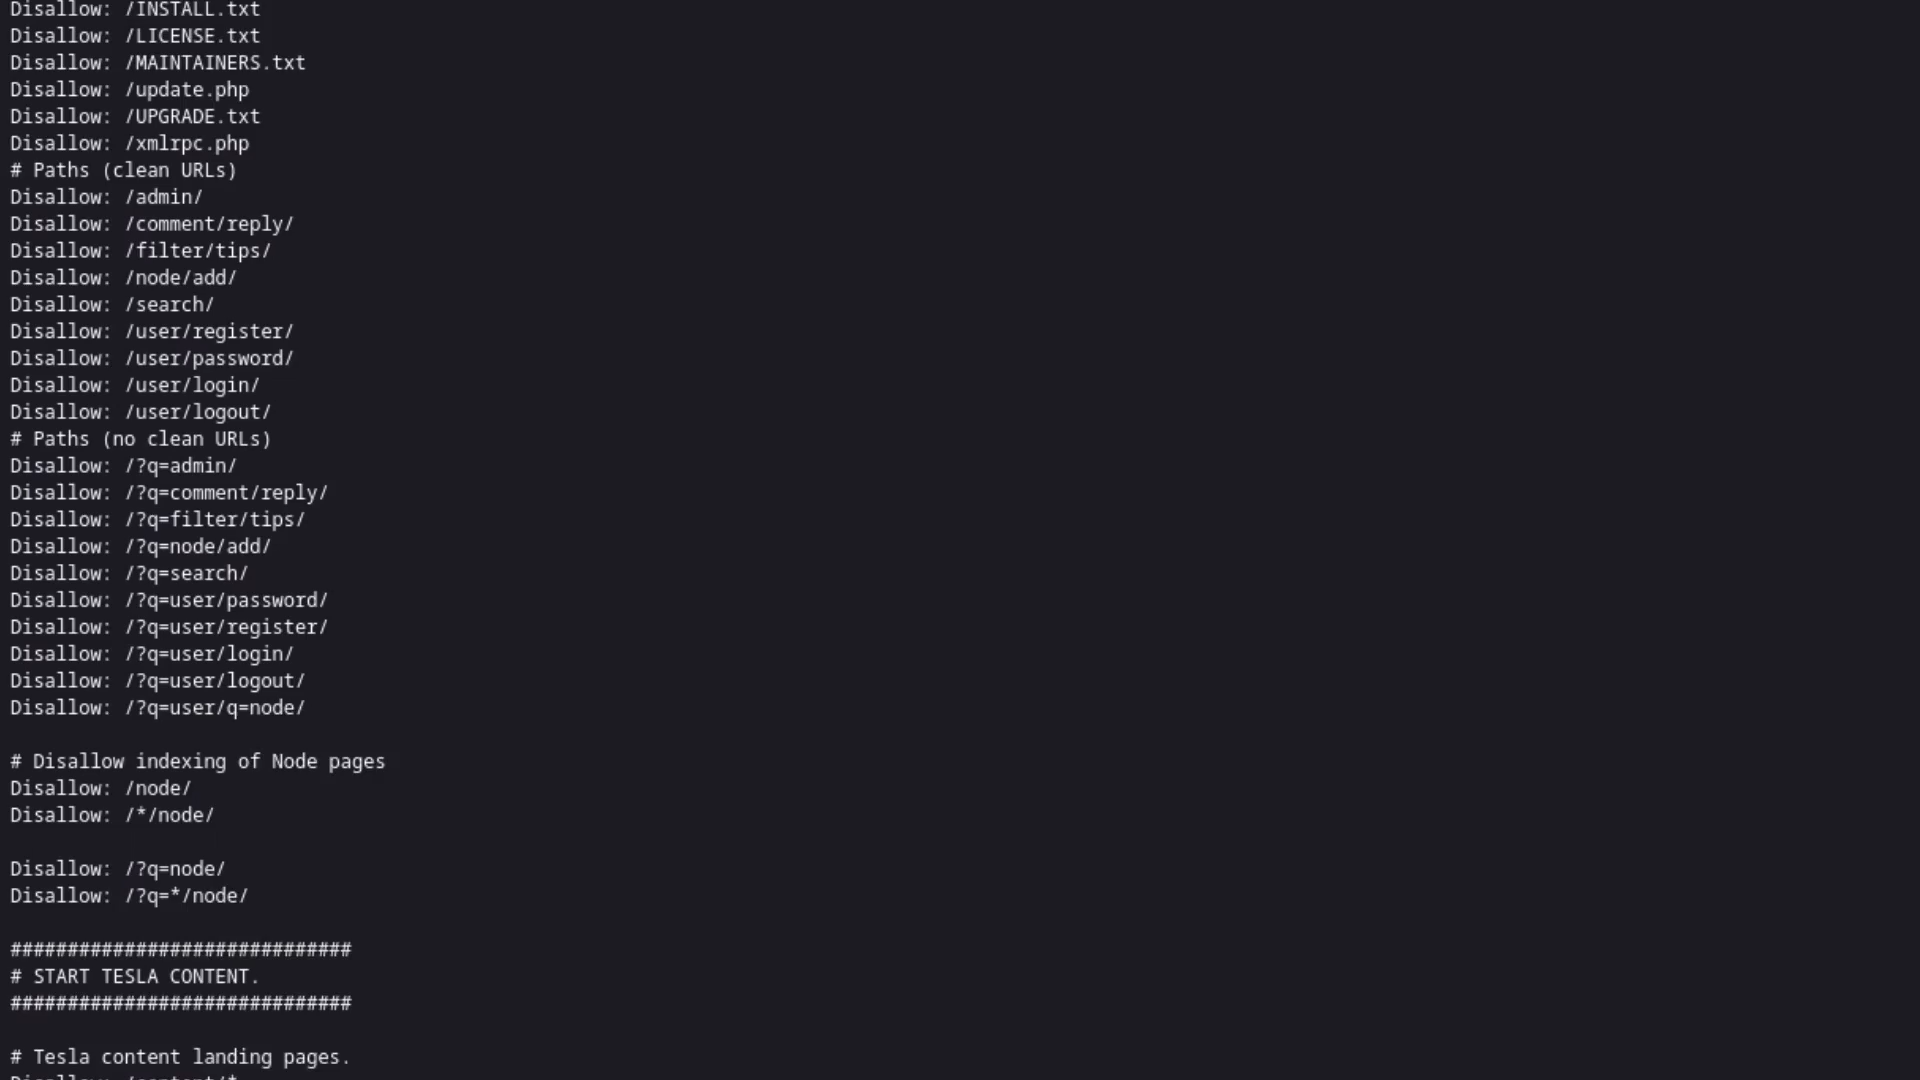 Disallow: /INSTALL.txt
Disallow: /LICENSE.txt
Disallow: /MAINTAINERS.txt
Disallow: /update.php
Disallow: /UPGRADE.txt
Disallow: /xmlrpc.php
# Paths (clean URLs)
Disallow: /admin/
Disallow: /comment/reply/
Disallow: /filter/tips/
Disallow: /node/add/
Disallow: /search/
Disallow: /user/register/
Disallow: /user/password/
Disallow: /user/login/
Disallow: /user/logout/
# Paths (no clean URLs)
Disallow: /?q=admin/
Disallow: /?q=comment/reply/
Disallow: /?q=filter/tips/
Disallow: /?q=node/add/
Disallow: /?q=search/
Disallow: /?q=user/password/
Disallow: /?q=user/register/
Disallow: /?q=user/login/
Disallow: /?q=user/logout/
Disallow: /?q=user/q=node/
# Disallow indexing of Node pages
Disallow: /node/
Disallow: /*/node/
Disallow: /?q=node/
Disallow: /?q=*/node/
##############################
# START TESLA CONTENT.
##############################
# Tesla content landing pages.
Disallow: /content/*